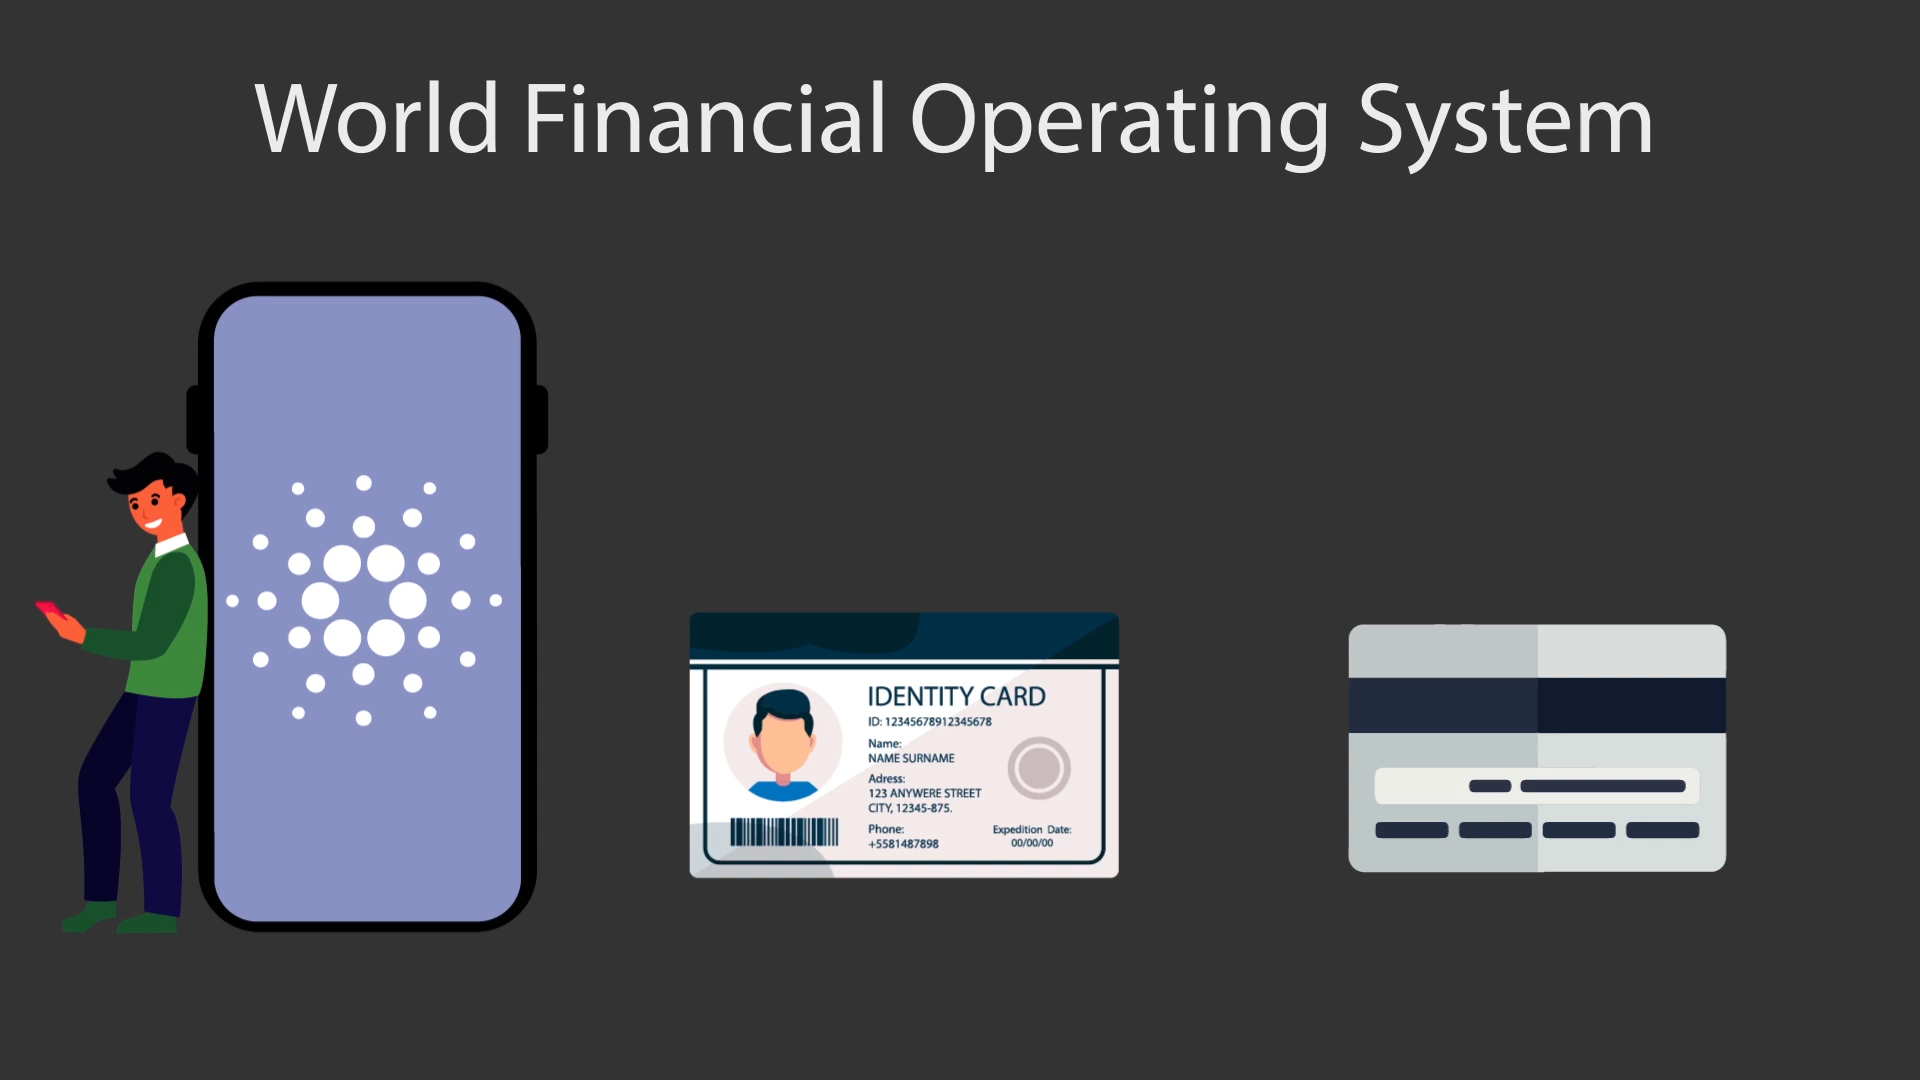 World Financial Operating System
IDENTITY CARD
ID: 12345678912345678
Name:
NAME SURNAME
Adress:
123 ANYWERE STREET
CITY, 12345-875.
Phone:
+5581487898
Expedition Date:
00/00/00